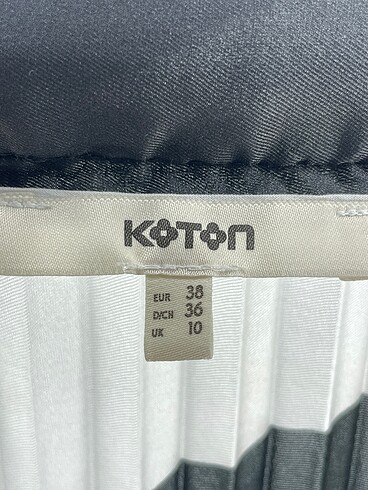 KOTON
EUR 38
D/CH 36
UK 10